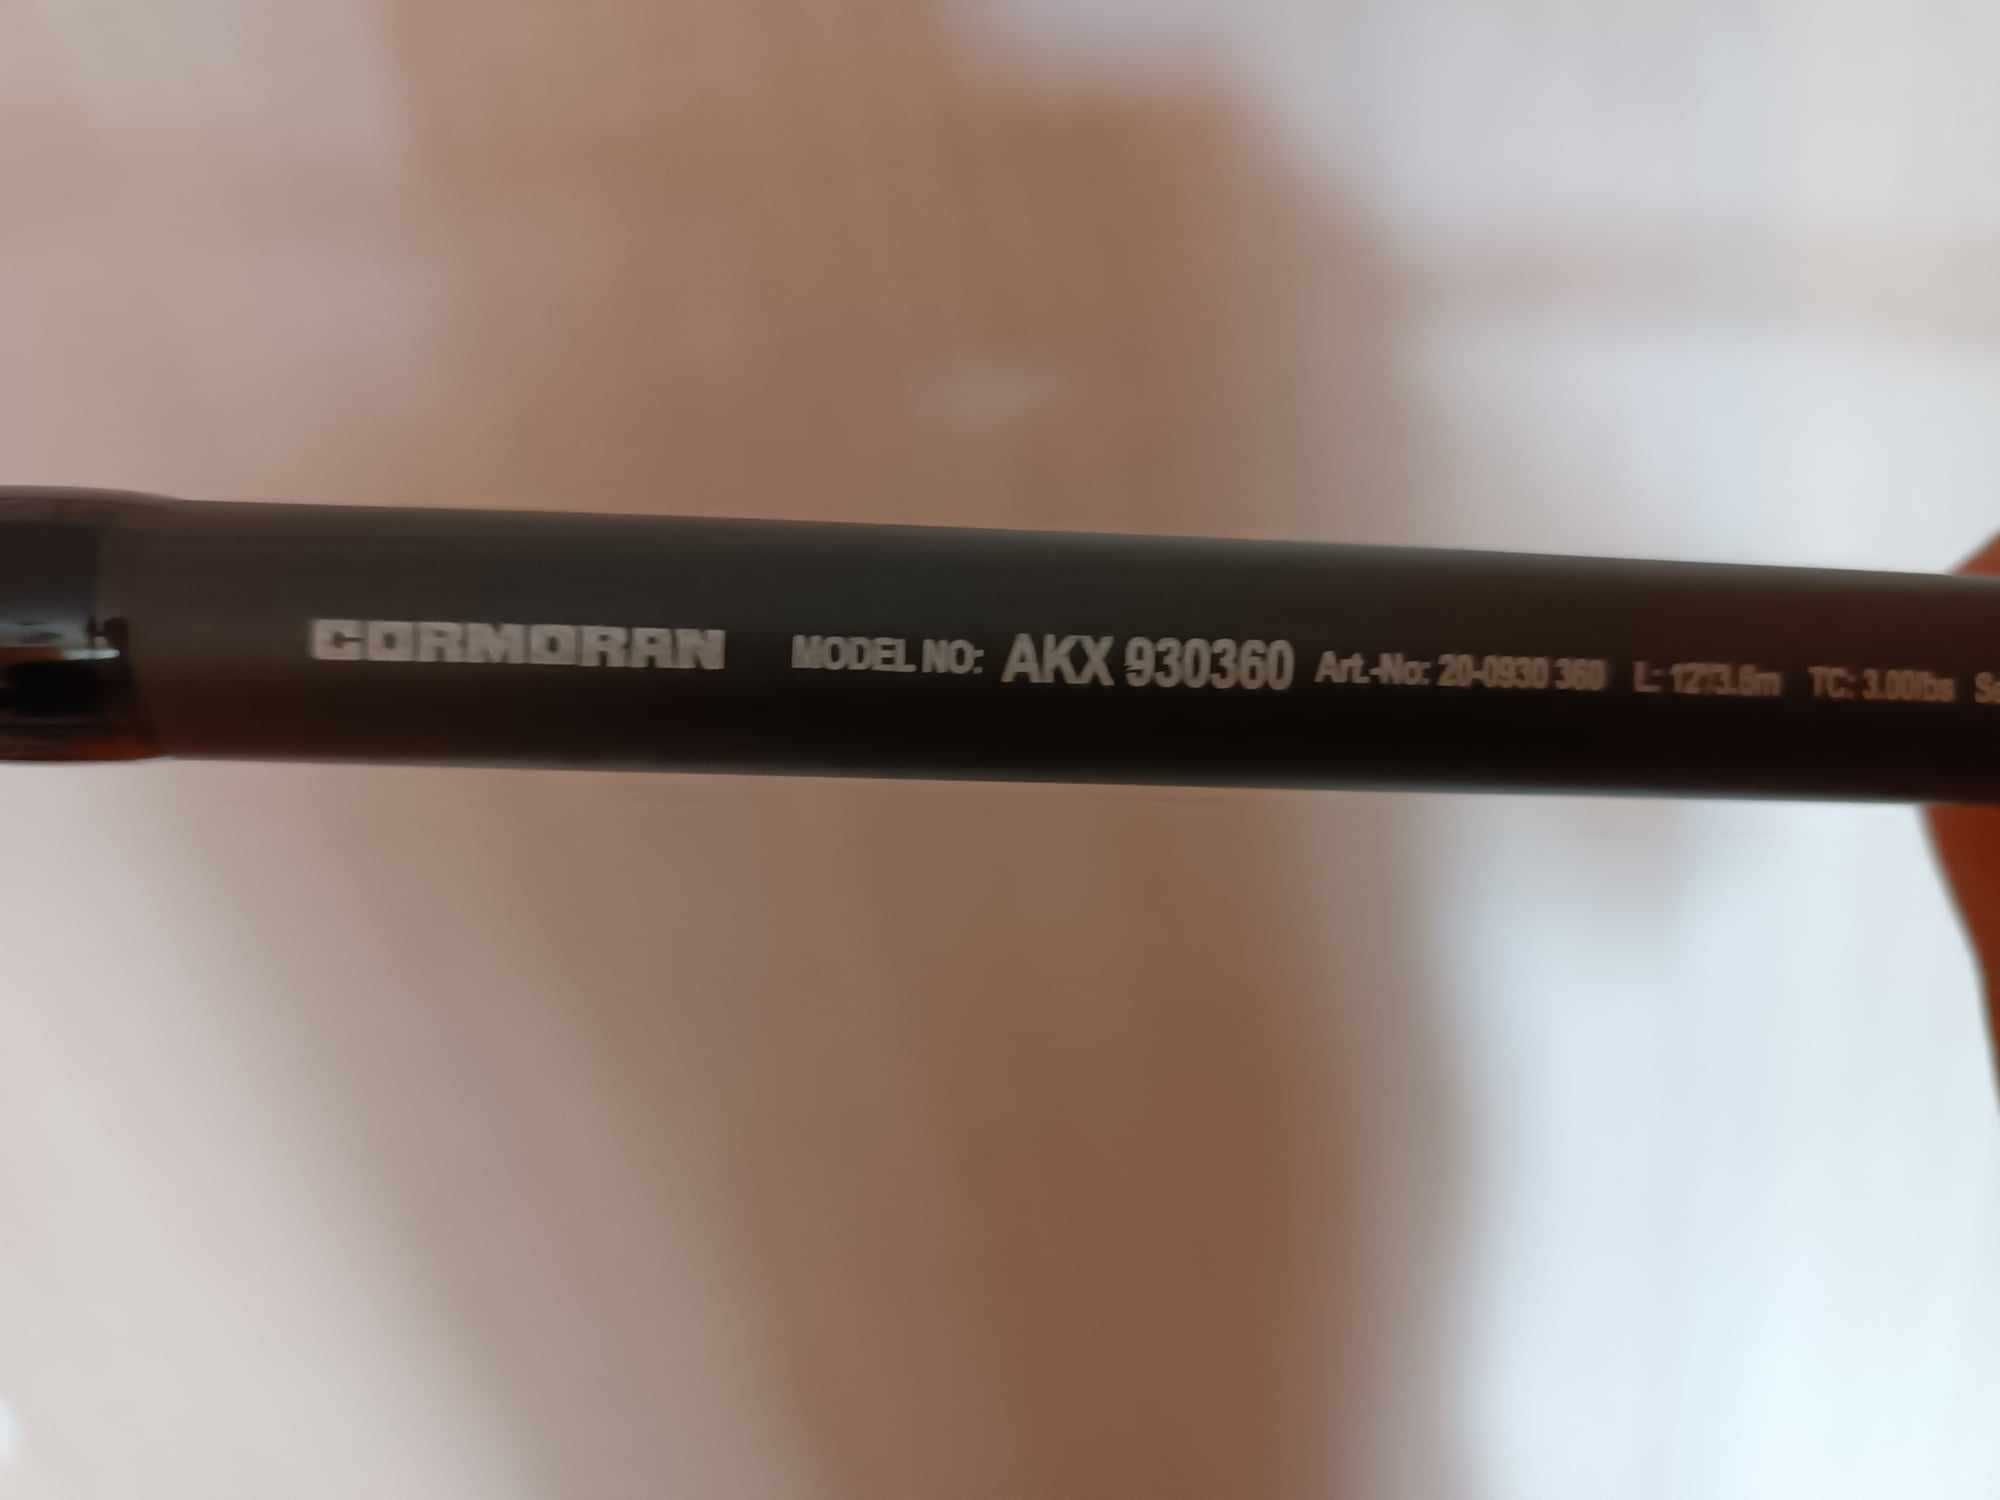 CORMORAN MODEL NO: AKX 930360 Art.-No: 20-0930 360 L: 12'/3.6m TC: 3.00lbs